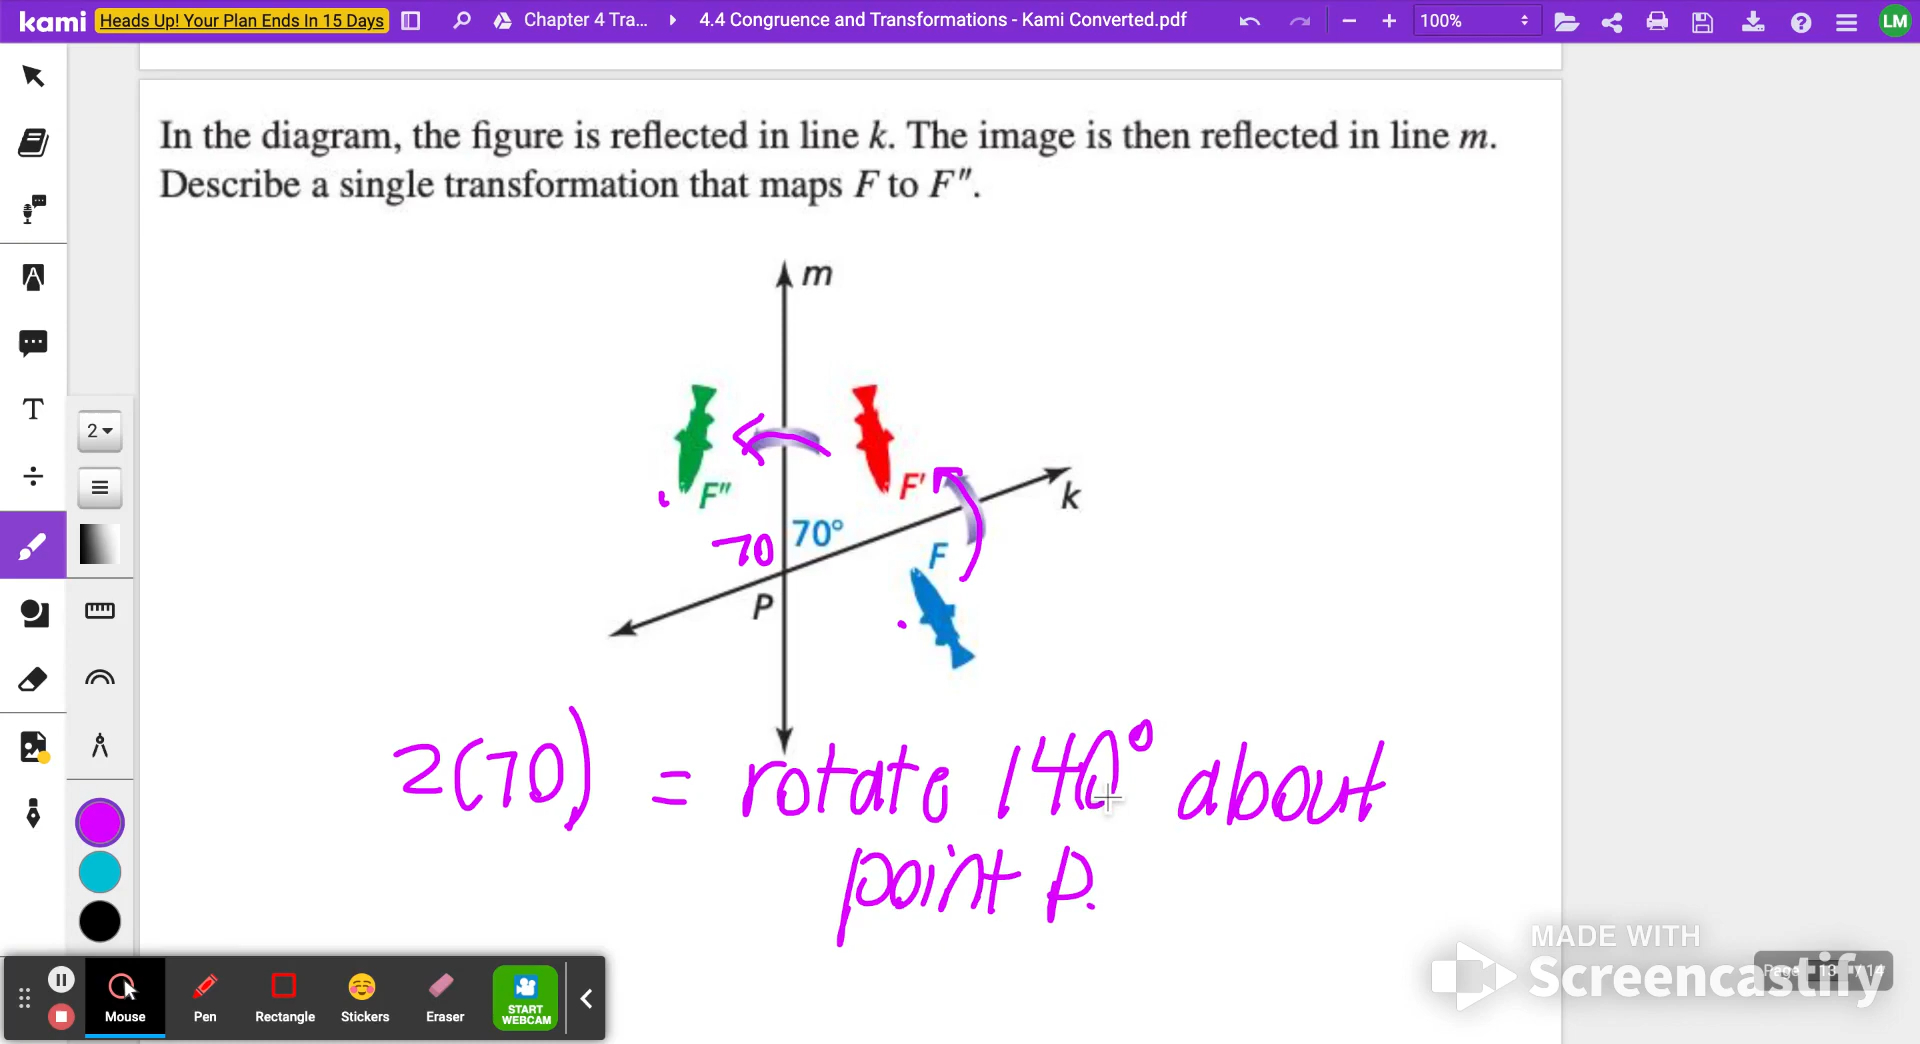 kami Heads Up! Your Plan Ends In 15 Days Chapter 4 Tra... 4.4 Congruence and Transformations - Kami Converted.pdf 100% LM
In the diagram, the figure is reflected in line k. The image is then reflected in line m.
Describe a single transformation that maps F to F″.
m
2
F″
F′
k
70
70°
F
P
2(70) = rotate 140° about
point P.
MADE WITH
Screencastify
Page 13 / 14
Mouse
Pen
Rectangle
Stickers
Eraser
START
WEBCAM